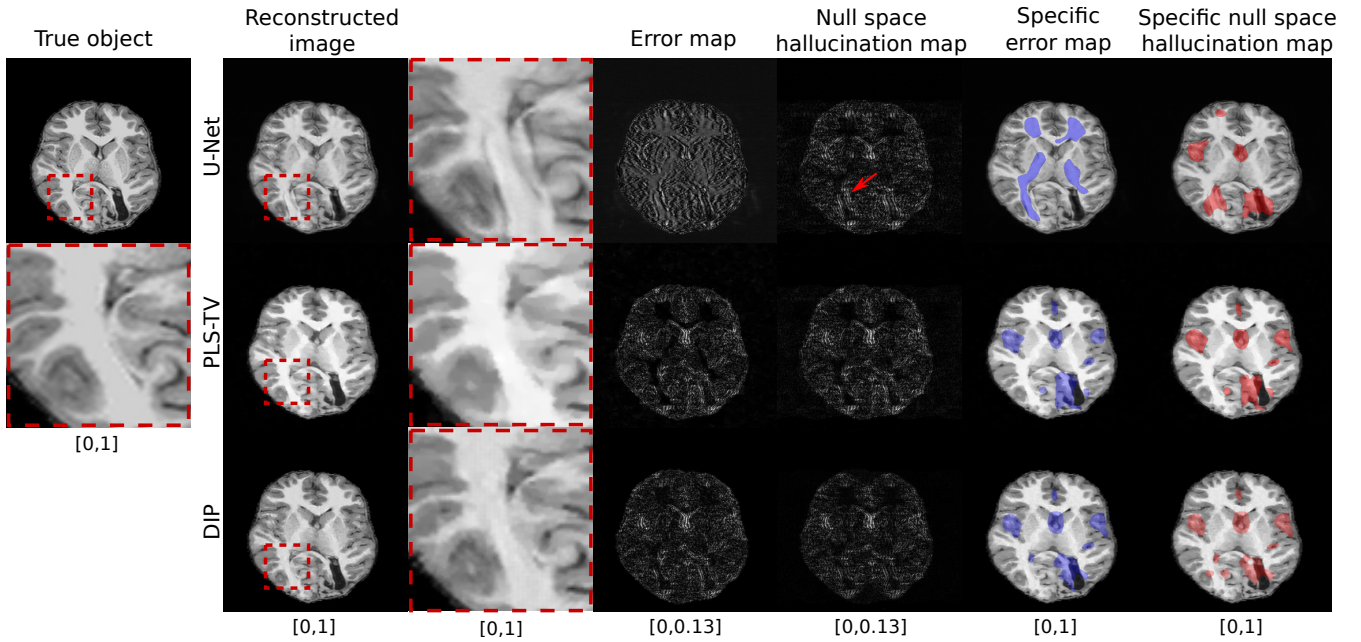 True object
Reconstructed
image
Error map
Null space
hallucination map
Specific
error map
Specific null space
hallucination map
U-Net
PLS-TV
[0,1]
DIP
[0,1]
[0,1]
[0,0.13]
[0,0.13]
[0,1]
[0,1]